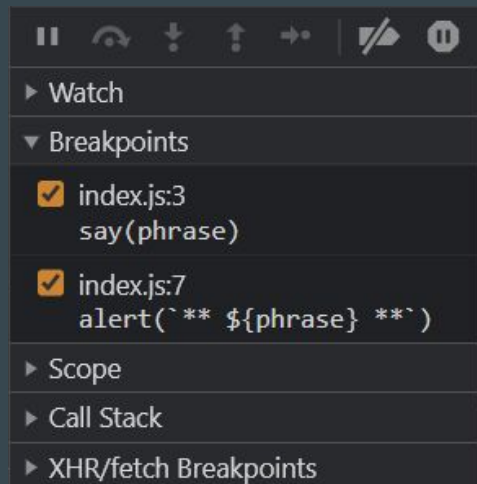 Watch
Breakpoints
index.js:3
say(phrase)
index.js:7
alert(`** ${phrase} **`)
Scope
Call Stack
XHR/fetch Breakpoints